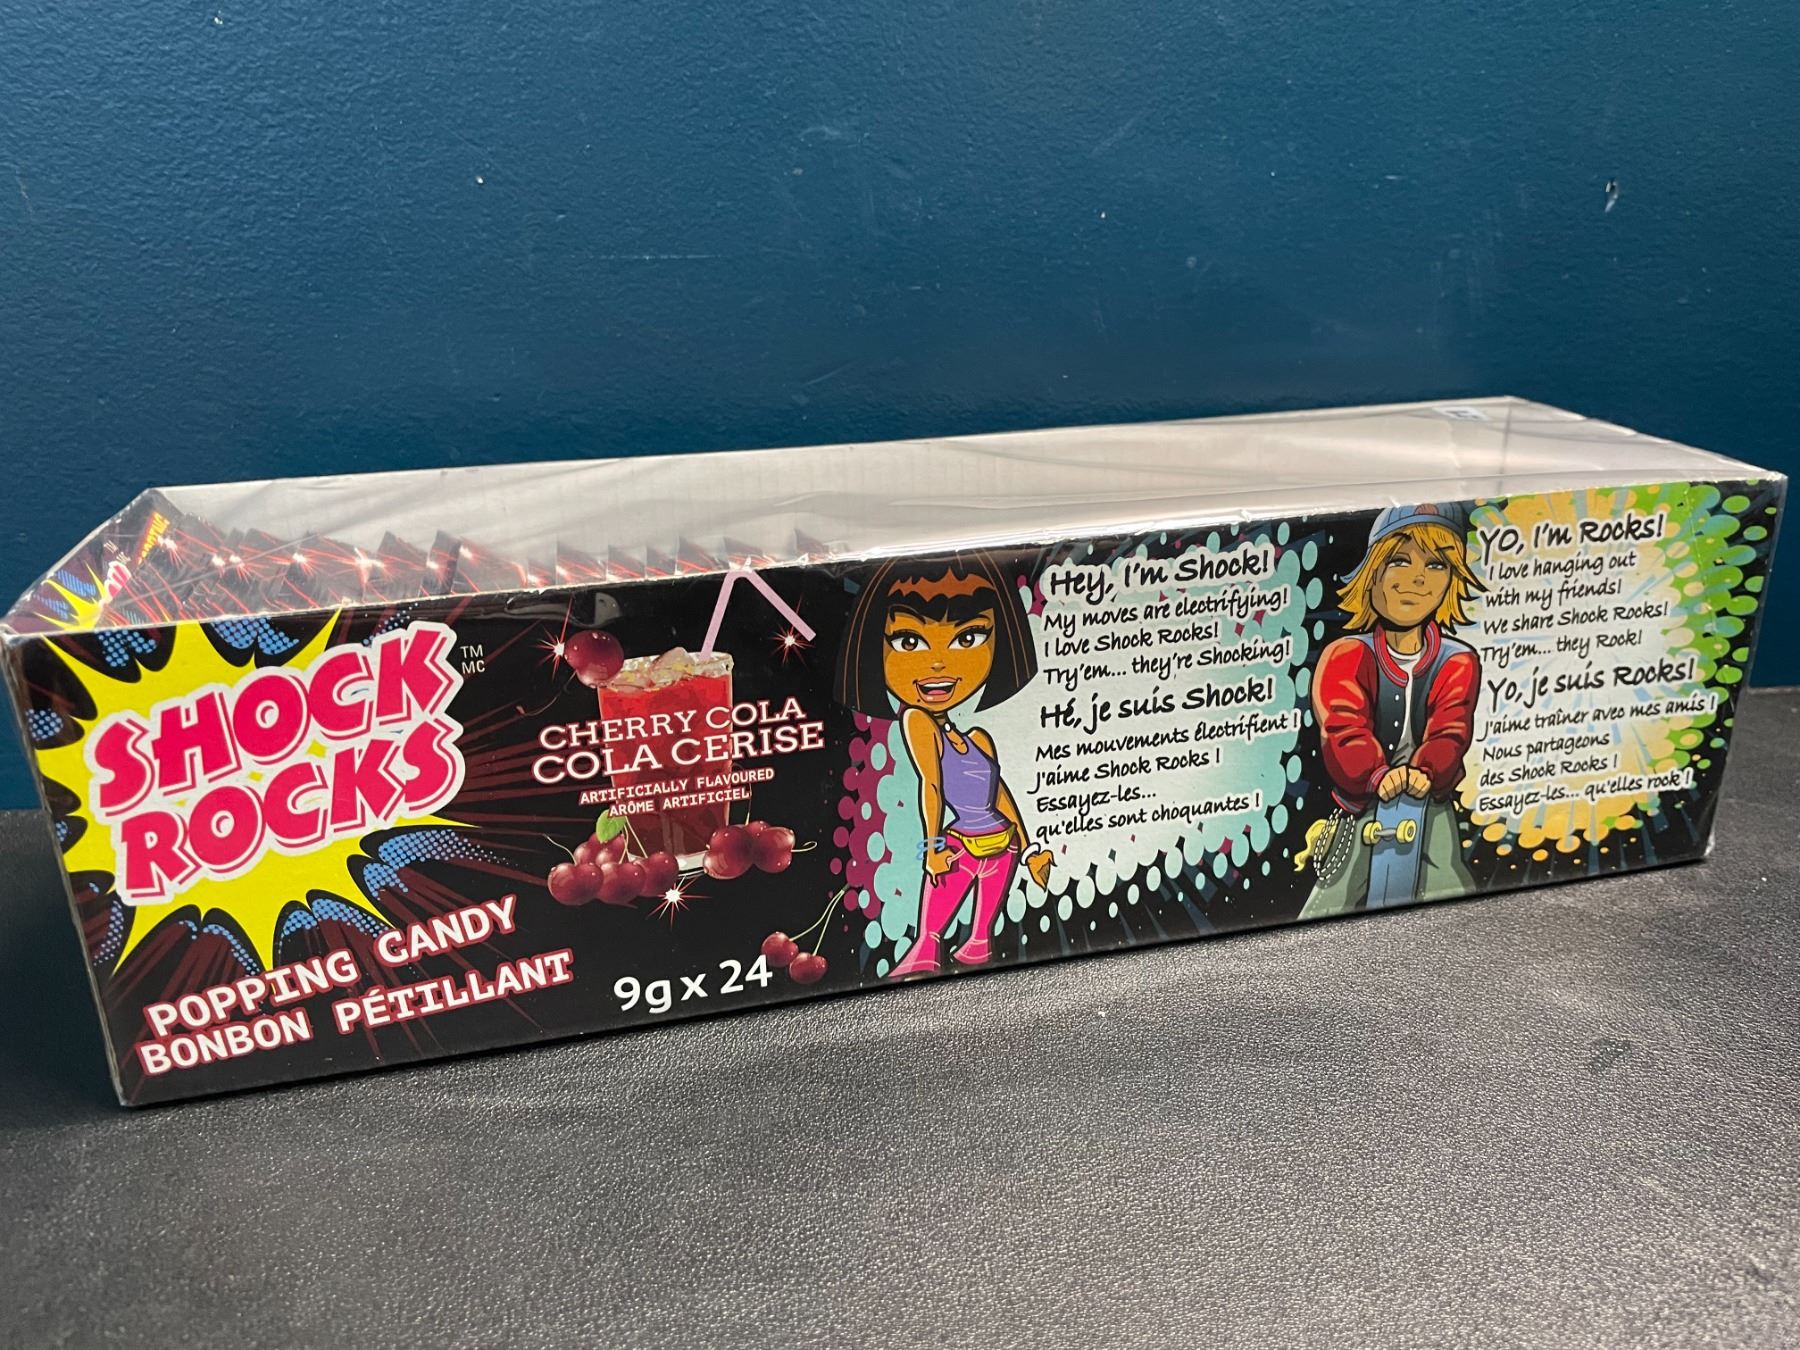 SHOCK
ROCKS
TM
MC
POPPING CANDY
BONBON PÉTILLANT
CHERRY COLA
COLA CERISE
ARTIFICIALLY FLAVOURED
ARÔME ARTIFICIEL
9g x 24
Hey, I'm Shock!
My moves are electrifying!
I love Shock Rocks!
Try'em... they're Shocking!
Hé, je suis Shock!
Mes mouvements électrifient !
J'aime Shock Rocks !
Essayez-les...
qu'elles sont choquantes !
YO, I'm Rocks!
I love hanging out
with my friends!
We share Shock Rocks!
Try'em... they Rock!
Yo, je suis Rocks!
J'aime traîner avec mes amis !
Nous partageons
des Shock Rocks !
Essayez-les... qu'elles rock !